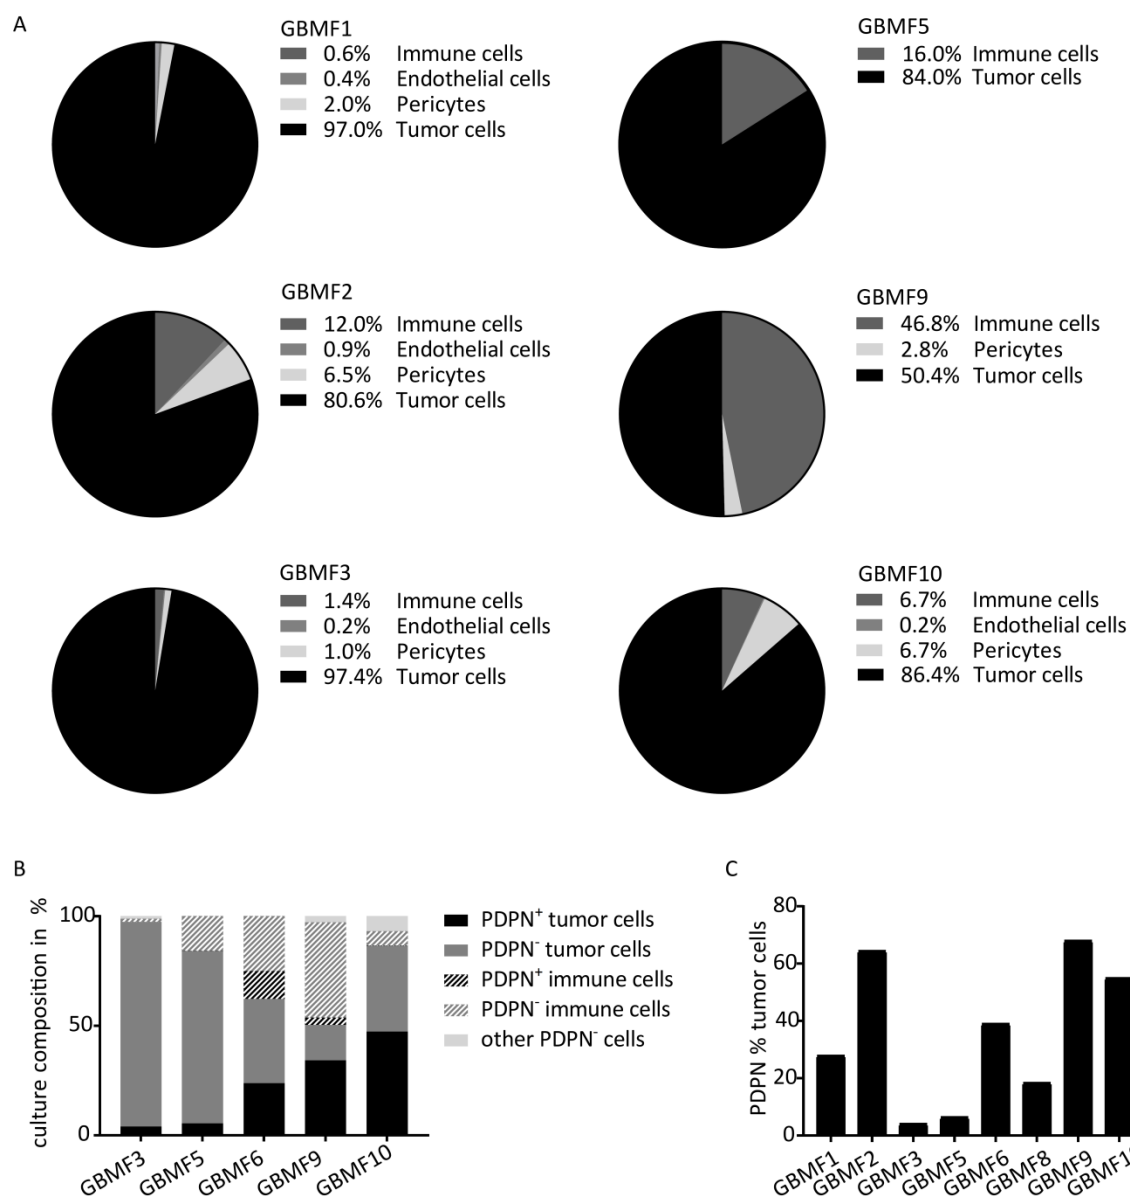 A
GBMF1
0.6% Immune cells
0.4% Endothelial cells
2.0% Pericytes
97.0% Tumor cells
GBMF5
16.0% Immune cells
84.0% Tumor cells
GBMF2
12.0% Immune cells
0.9% Endothelial cells
6.5% Pericytes
80.6% Tumor cells
GBMF9
46.8% Immune cells
2.8% Pericytes
50.4% Tumor cells
GBMF3
1.4% Immune cells
0.2% Endothelial cells
1.0% Pericytes
97.4% Tumor cells
GBMF10
6.7% Immune cells
0.2% Endothelial cells
6.7% Pericytes
86.4% Tumor cells
B
culture composition in %
100
50
0
GBMF3
GBMF5
GBMF6
GBMF9
GBMF10
PDPN⁺ tumor cells
PDPN⁻ tumor cells
PDPN⁺ immune cells
PDPN⁻ immune cells
other PDPN⁻ cells
C
PDPN % tumor cells
80
60
40
20
0
GBMF1
GBMF2
GBMF3
GBMF5
GBMF6
GBMF8
GBMF9